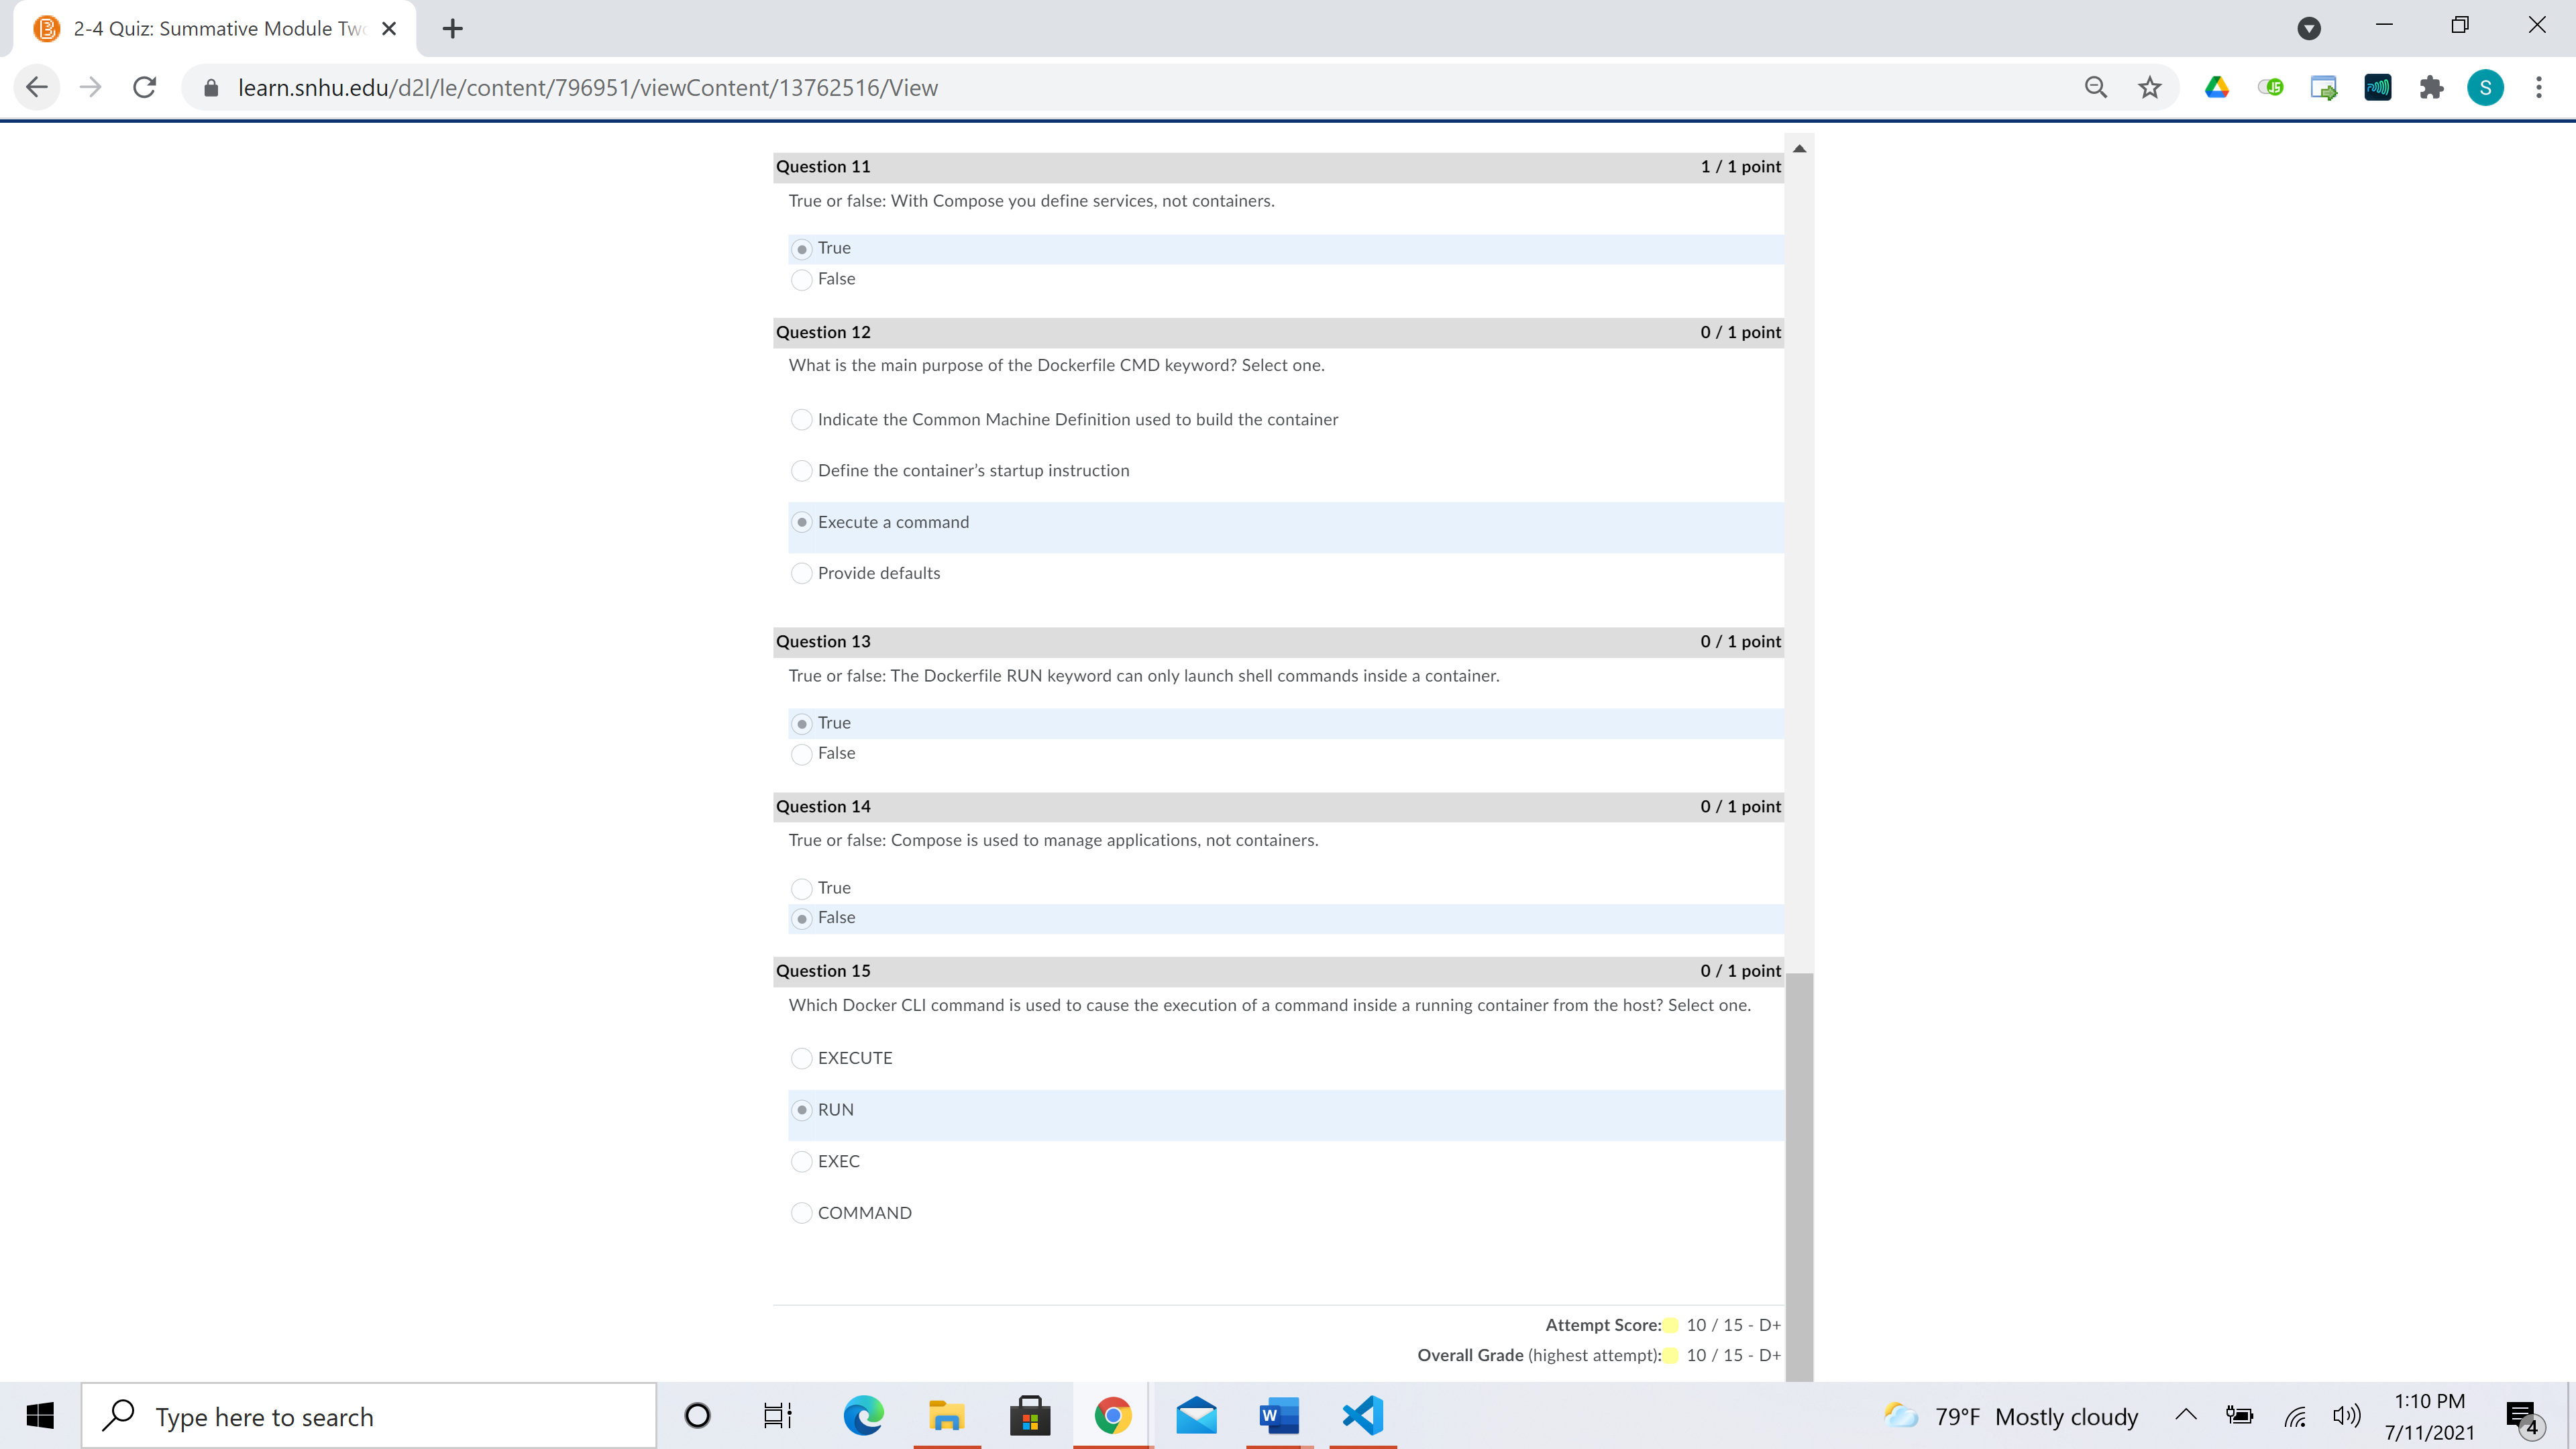 2-4 Quiz: Summative Module Two
learn.snhu.edu/d2l/le/content/796951/viewContent/13762516/View
S
Question 11 1 / 1 point
True or false: With Compose you define services, not containers.
True
False
Question 12 0 / 1 point
What is the main purpose of the Dockerfile CMD keyword? Select one.
Indicate the Common Machine Definition used to build the container
Define the container’s startup instruction
Execute a command
Provide defaults
Question 13 0 / 1 point
True or false: The Dockerfile RUN keyword can only launch shell commands inside a container.
True
False
Question 14 0 / 1 point
True or false: Compose is used to manage applications, not containers.
True
False
Question 15 0 / 1 point
Which Docker CLI command is used to cause the execution of a command inside a running container from the host? Select one.
EXECUTE
RUN
EXEC
COMMAND
Attempt Score: 10 / 15 - D+
Overall Grade (highest attempt): 10 / 15 - D+
Type here to search
W
79°F Mostly cloudy
1:10 PM
7/11/2021
4